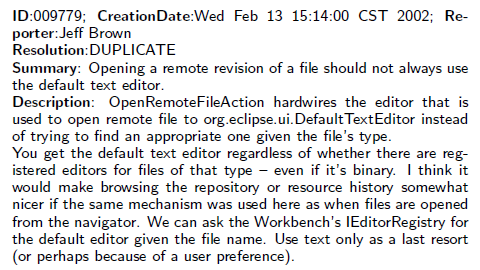 ID:009779; CreationDate:Wed Feb 13 15:14:00 CST 2002; Re-
porter:Jeff Brown
Resolution:DUPLICATE
Summary: Opening a remote revision of a file should not always use
the default text editor.
Description: OpenRemoteFileAction hardwires the editor that is
used to open remote file to org.eclipse.ui.DefaultTextEditor instead
of trying to find an appropriate one given the file's type.
You get the default text editor regardless of whether there are reg-
istered editors for files of that type – even if it's binary. I think it
would make browsing the repository or resource history somewhat
nicer if the same mechanism was used here as when files are opened
from the navigator. We can ask the Workbench's IEditorRegistry for
the default editor given the file name. Use text only as a last resort
(or perhaps because of a user preference).